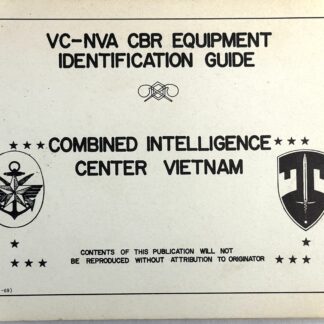 VC-NVA CBR EQUIPMENT
IDENTIFICATION GUIDE
COMBINED INTELLIGENCE
CENTER VIETNAM
CONTENTS OF THIS PUBLICATION WILL NOT
BE REPRODUCED WITHOUT ATTRIBUTION TO ORIGINATOR
-68)